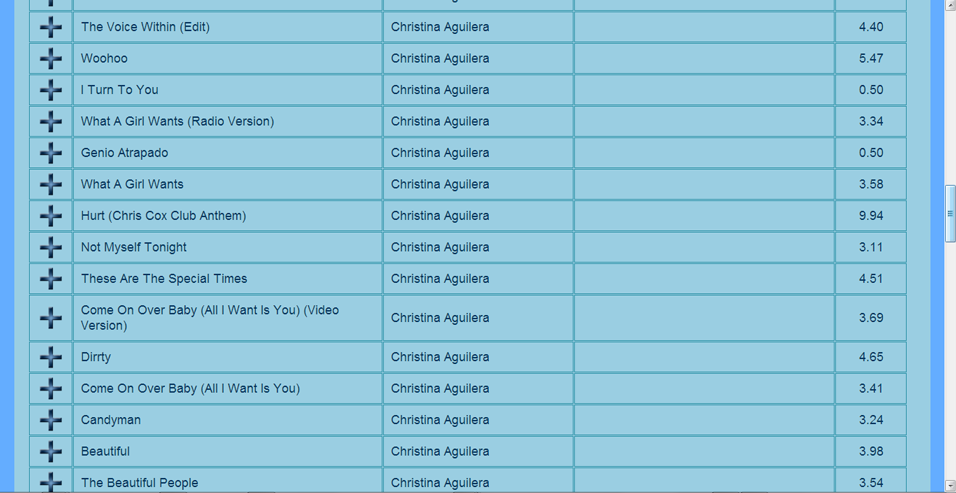 The Voice Within (Edit) Christina Aguilera 4.40
Woohoo Christina Aguilera 5.47
I Turn To You Christina Aguilera 0.50
What A Girl Wants (Radio Version) Christina Aguilera 3.34
Genio Atrapado Christina Aguilera 0.50
What A Girl Wants Christina Aguilera 3.58
Hurt (Chris Cox Club Anthem) Christina Aguilera 9.94
Not Myself Tonight Christina Aguilera 3.11
These Are The Special Times Christina Aguilera 4.51
Come On Over Baby (All I Want Is You) (Video
Version) Christina Aguilera 3.69
Dirrty Christina Aguilera 4.65
Come On Over Baby (All I Want Is You) Christina Aguilera 3.41
Candyman Christina Aguilera 3.24
Beautiful Christina Aguilera 3.98
The Beautiful People Christina Aguilera 3.54